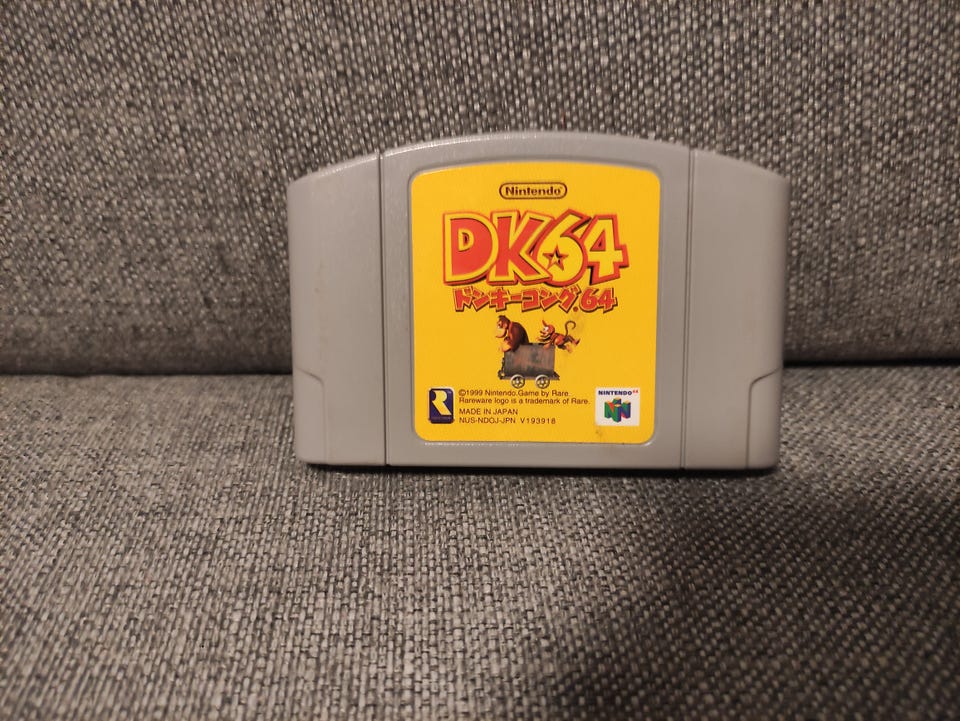 Nintendo
DK64
ドンキーコング64
©1999 Nintendo.Game by Rare.
Rareware logo is a trademark of Rare.
MADE IN JAPAN
NUS-NDOJ-JPN V193918
NINTENDO64